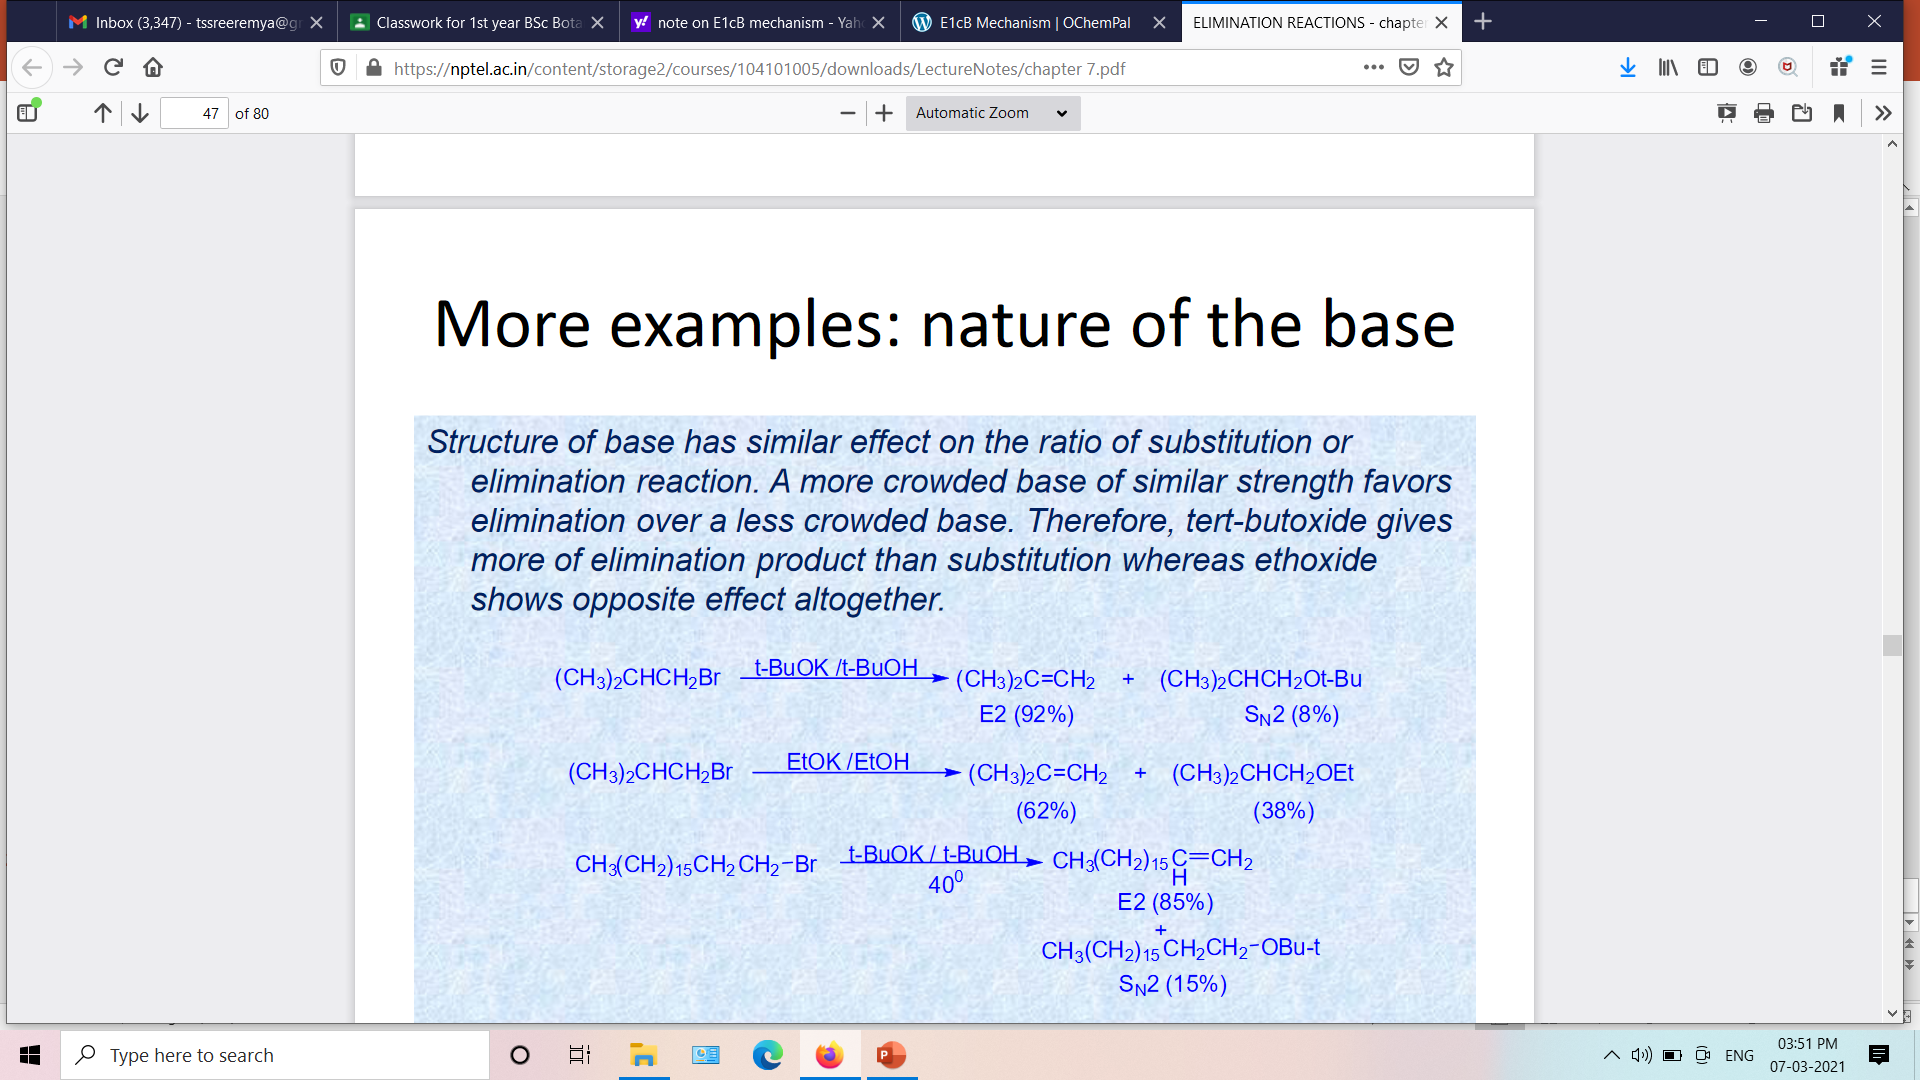 Inbox (3,347) - tssreeremya@g
Classwork for 1st year BSc Bota
note on E1cB mechanism - Yah
E1cB Mechanism | OChemPal
ELIMINATION REACTIONS - chapte
https://nptel.ac.in/content/storage2/courses/104101005/downloads/LectureNotes/chapter 7.pdf
47 of 80
Automatic Zoom
More examples: nature of the base
Structure of base has similar effect on the ratio of substitution or
elimination reaction. A more crowded base of similar strength favors
elimination over a less crowded base. Therefore, tert-butoxide gives
more of elimination product than substitution whereas ethoxide
shows opposite effect altogether.
(CH₃)₂CHCH₂Br t-BuOK /t-BuOH (CH₃)₂C=CH₂ + (CH₃)₂CHCH₂Ot-Bu
E2 (92%) SN2 (8%)
(CH₃)₂CHCH₂Br EtOK /EtOH (CH₃)₂C=CH₂ + (CH₃)₂CHCH₂OEt
(62%) (38%)
CH₃(CH₂)₁₅CH₂CH₂-Br t-BuOK / t-BuOH CH₃(CH₂)₁₅C=CH₂
40⁰ H
E2 (85%)
+
CH₃(CH₂)₁₅CH₂CH₂-OBu-t
SN2 (15%)
Type here to search
ENG
03:51 PM
07-03-2021